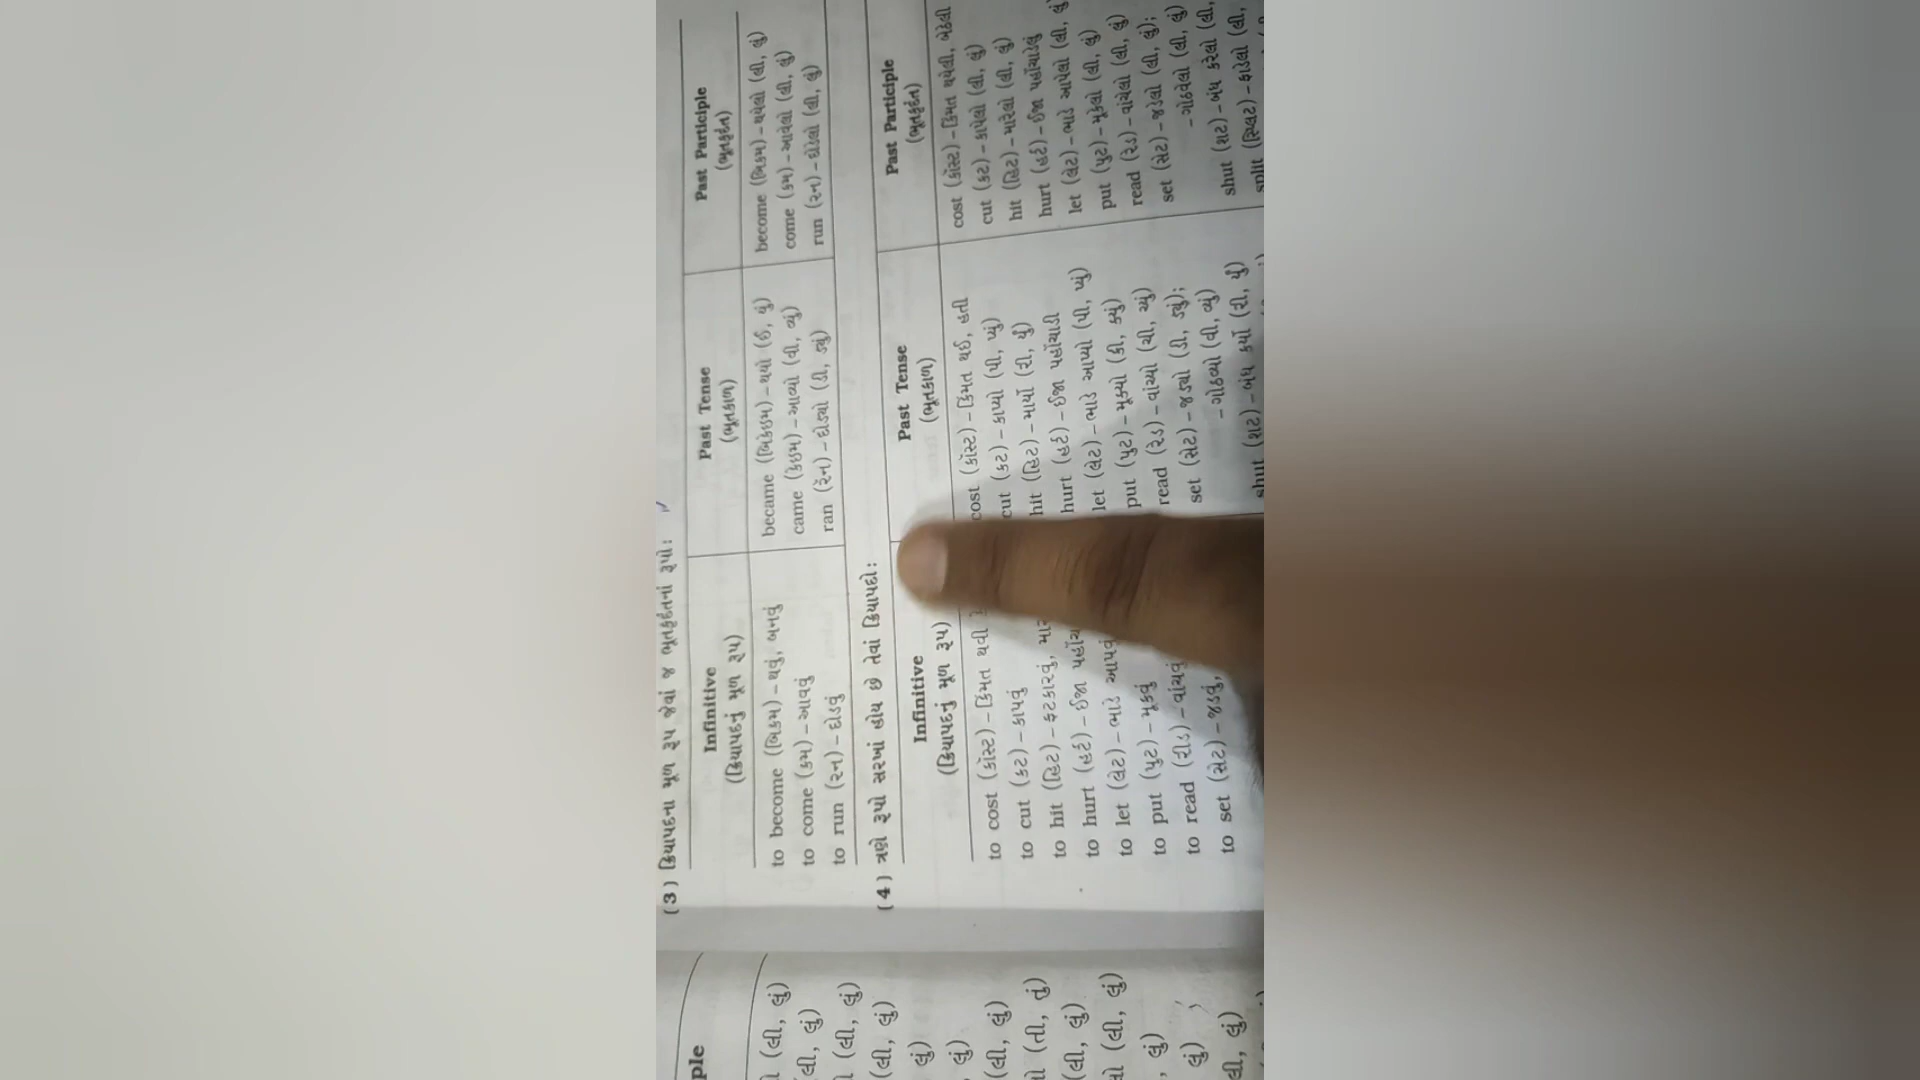 (3) ક્રિયાપદના મૂળ રૂપ જેવાં જ ભૂતકૃદંતનાં રૂપો:
Infinitive Past Tense Past Participle
(ક્રિયાપદનું મૂળ રૂપ) (ભૂતકાળ) (ભૂતકૃદંત)
to become (બિકમ) – થવું, બનવું became (બિકેઇમ) – થયો (ઈ, યું) become (બિકમ) – થયેલો (લી, લું)
to come (કમ) – આવવું came (કેઇમ) – આવ્યો (વી, વ્યું) come (કમ) – આવેલો (લી, લું)
to run (રન) – દોડવું ran (રૅન) – દોડ્યો (ડી, ડ્યું) run (રન) – દોડેલો (લી, લું)
(4) ત્રણે રૂપો સરખાં હોય છે તેવાં ક્રિયાપદો:
Infinitive Past Tense Past Participle
(ક્રિયાપદનું મૂળ રૂપ) (ભૂતકાળ) (ભૂતકૃદંત)
to cost (કૉસ્ટ) – કિંમત થવી cost (કૉસ્ટ) – કિંમત થઈ, હતી cost (કૉસ્ટ) – કિંમત થયેલી, બેઠેલી
to cut (કટ) – કાપવું cut (કટ) – કાપ્યો (પી, પ્યું) cut (કટ) – કાપેલો (લી, લું)
to hit (હિટ) – ફટકારવું, hit (હિટ) – માર્યો (રી, ર્યું) hit (હિટ) – મારેલો (લી, લું)
to hurt (હર્ટ) – ઈજા hurt (હર્ટ) – ઈજા પહોંચાડી hurt (હર્ટ) – ઈજા પહોંચાડેલું
to let (લેટ) – ભાડે આપવું let (લેટ) – ભાડે આપ્યો (પી, પ્યું) let (લેટ) – ભાડે આપેલો (લી, લું)
to put (પુટ) – મૂકવું put (પુટ) – મૂક્યો (કી, ક્યું) put (પુટ) – મૂકેલો (લી, લું)
to read (રીડ) – વાંચવું read (રેડ) – વાંચ્યો (ચી, ચ્યું) read (રેડ) – વાંચેલો (લી, લું)
to set (સેટ) – જડવું, set (સેટ) – જડ્યો (ડી, ડ્યું); set (સેટ) – જડેલો (લી, લું);
– ગોઠવ્યો (વી, વ્યું) – ગોઠવેલો (લી, લું)
shut (શટ) – બંધ કર્યો (રી, ર્યું) shut (શટ) – બંધ કરેલો (લી,
split (સ્પ્લિટ) – ફાડેલો (લી,
ple
(લી, લું)
(લી, લું)
(લી, લું)
(લી, લું)
લું)
લું)
(લી, લું)
(તી, તું)
(લી, લું)
(લી, લું)
, લું)
લું)
લી, લું)